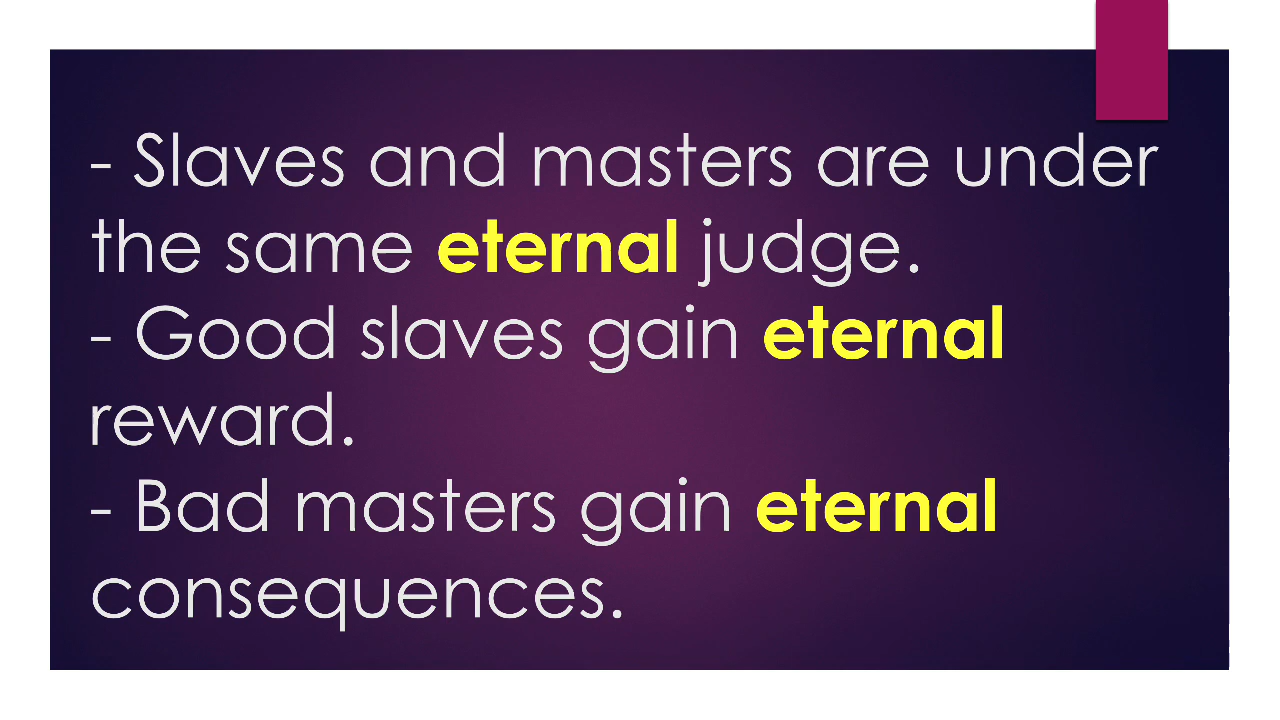 - Slaves and masters are under
the same eternal judge.
- Good slaves gain eternal
reward.
- Bad masters gain eternal
consequences.